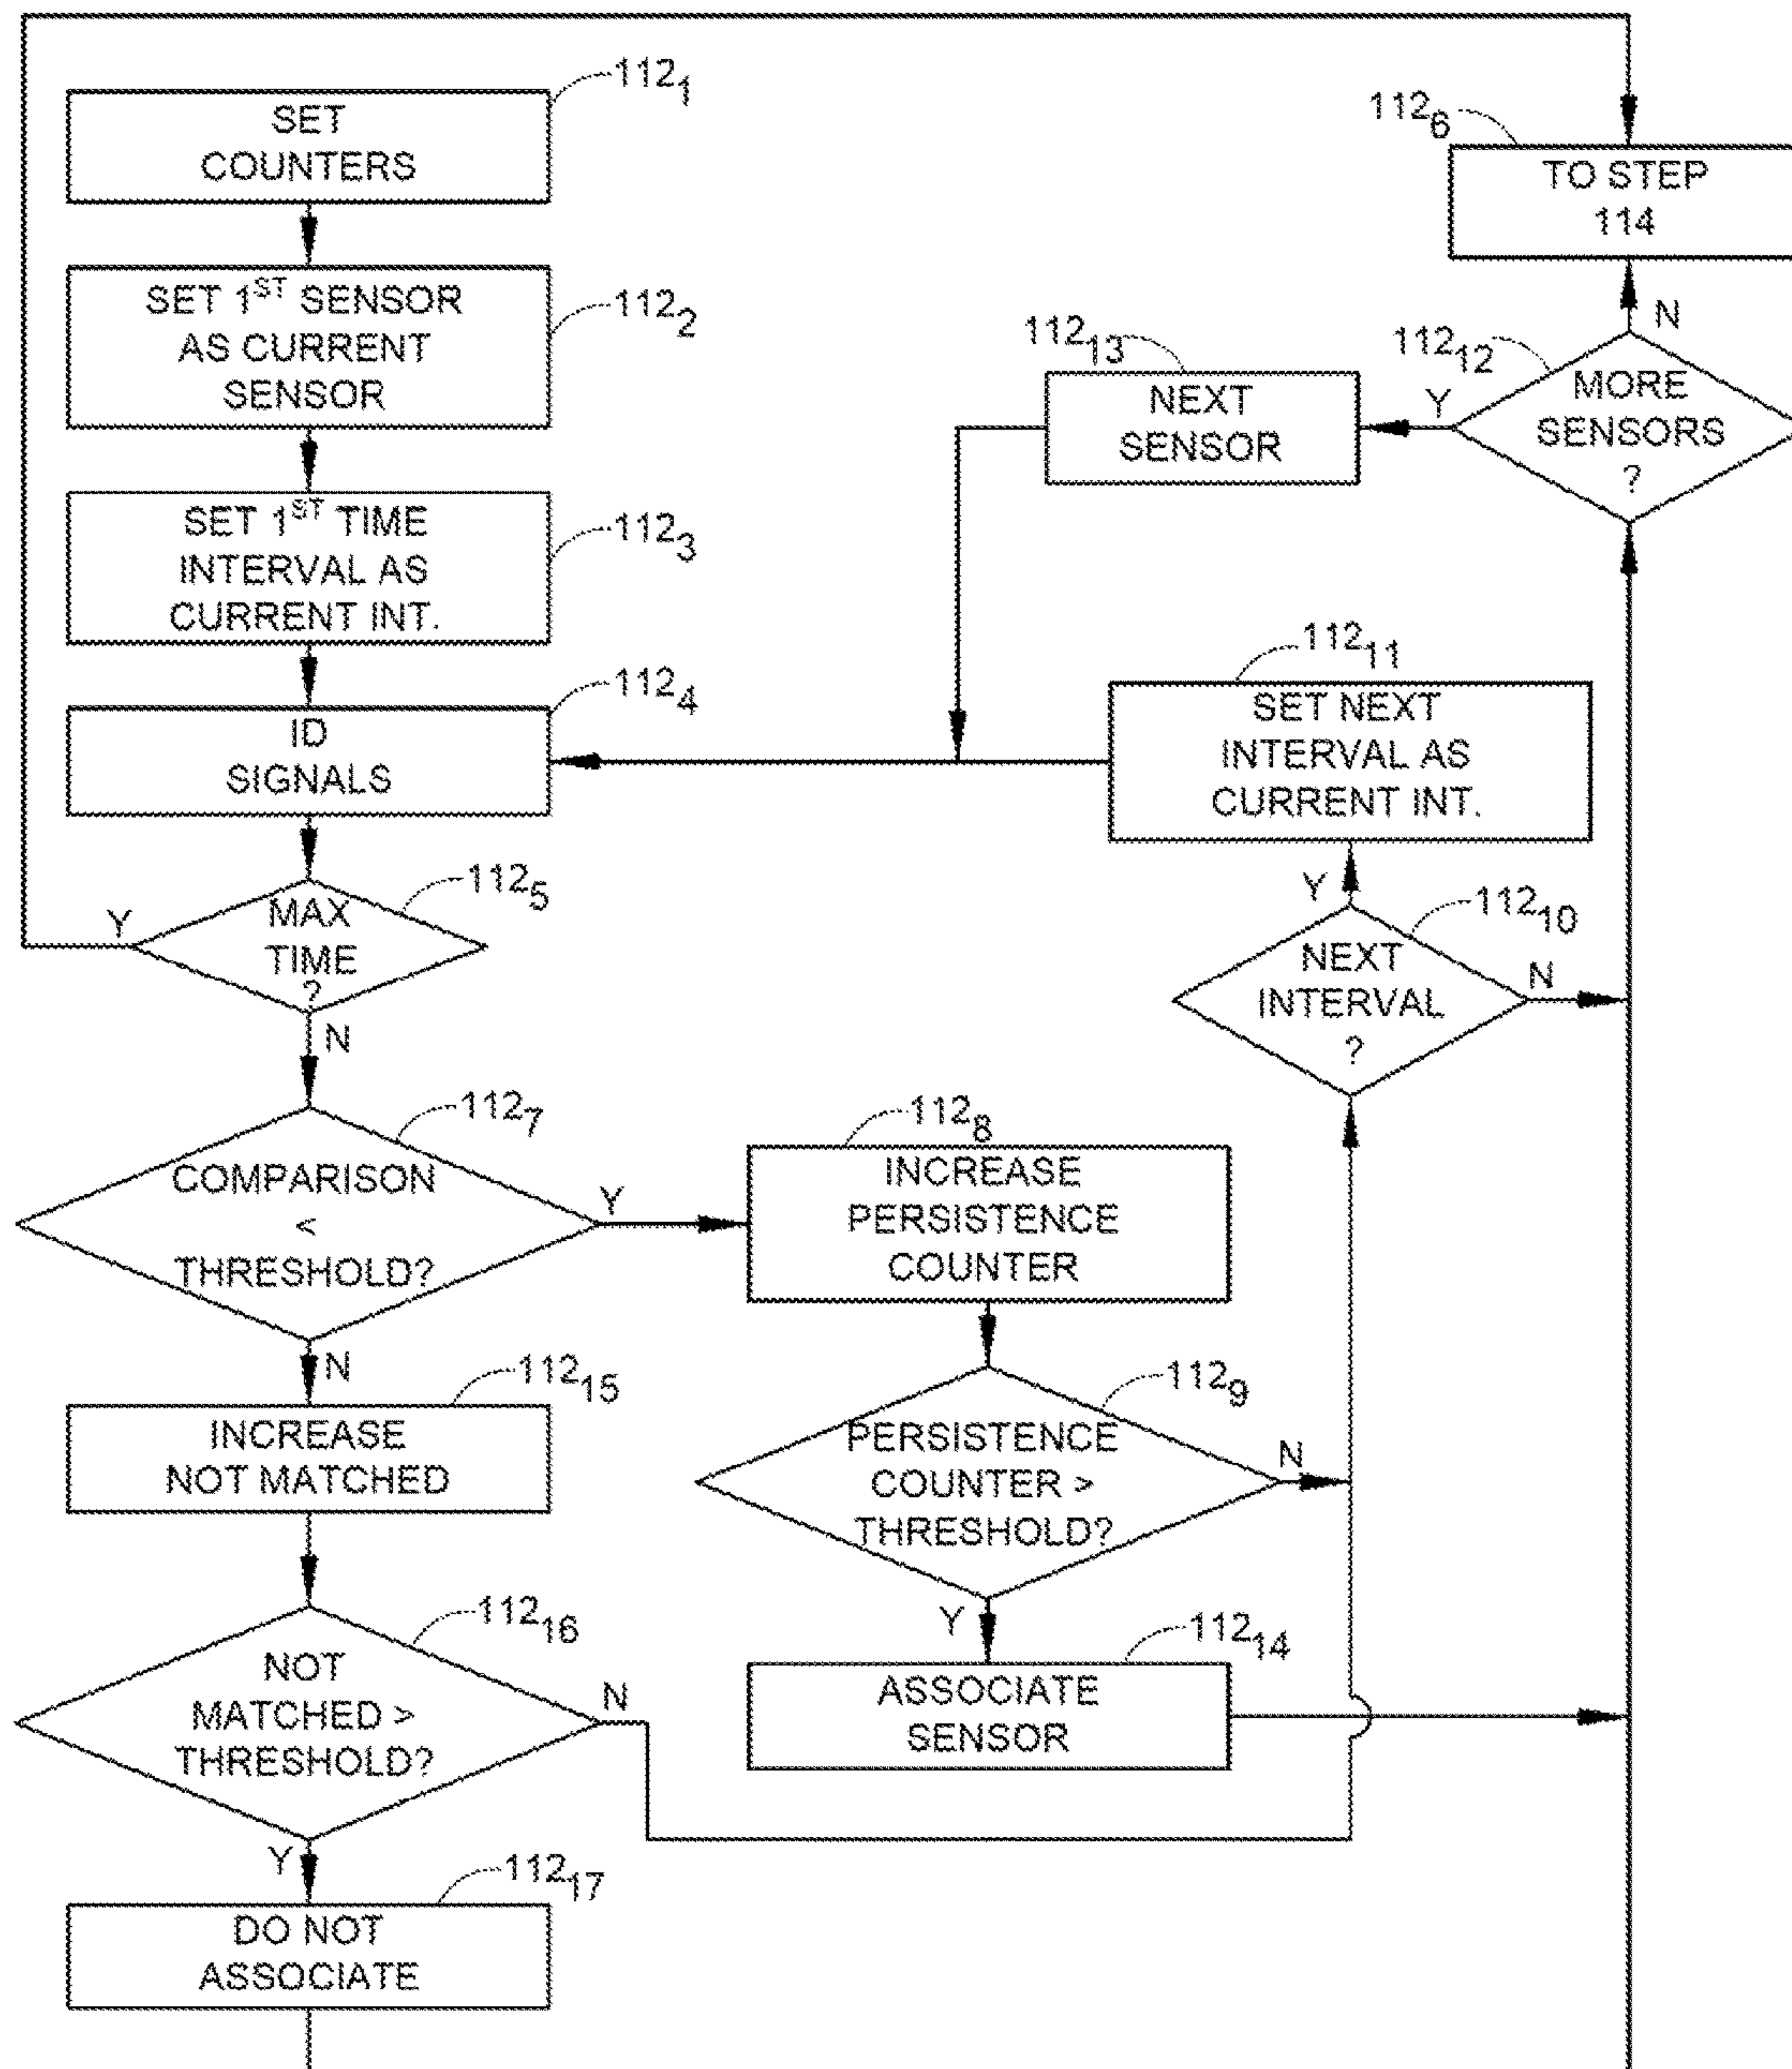 112₁
SET
COUNTERS
112₂
SET 1ST SENSOR
AS CURRENT
SENSOR
112₃
SET 1ST TIME
INTERVAL AS
CURRENT INT.
112₄
ID
SIGNALS
112₅
MAX
TIME
?
Y
N
112₆
TO STEP
114
112₇
COMPARISON
<
THRESHOLD?
Y
N
112₈
INCREASE
PERSISTENCE
COUNTER
112₉
PERSISTENCE
COUNTER >
THRESHOLD?
N
Y
112₁₀
NEXT
INTERVAL
?
Y
N
112₁₁
SET NEXT
INTERVAL AS
CURRENT INT.
112₁₂
MORE
SENSORS
?
N
Y
112₁₃
NEXT
SENSOR
112₁₄
ASSOCIATE
SENSOR
112₁₅
INCREASE
NOT MATCHED
112₁₆
NOT
MATCHED >
THRESHOLD?
N
Y
112₁₇
DO NOT
ASSOCIATE